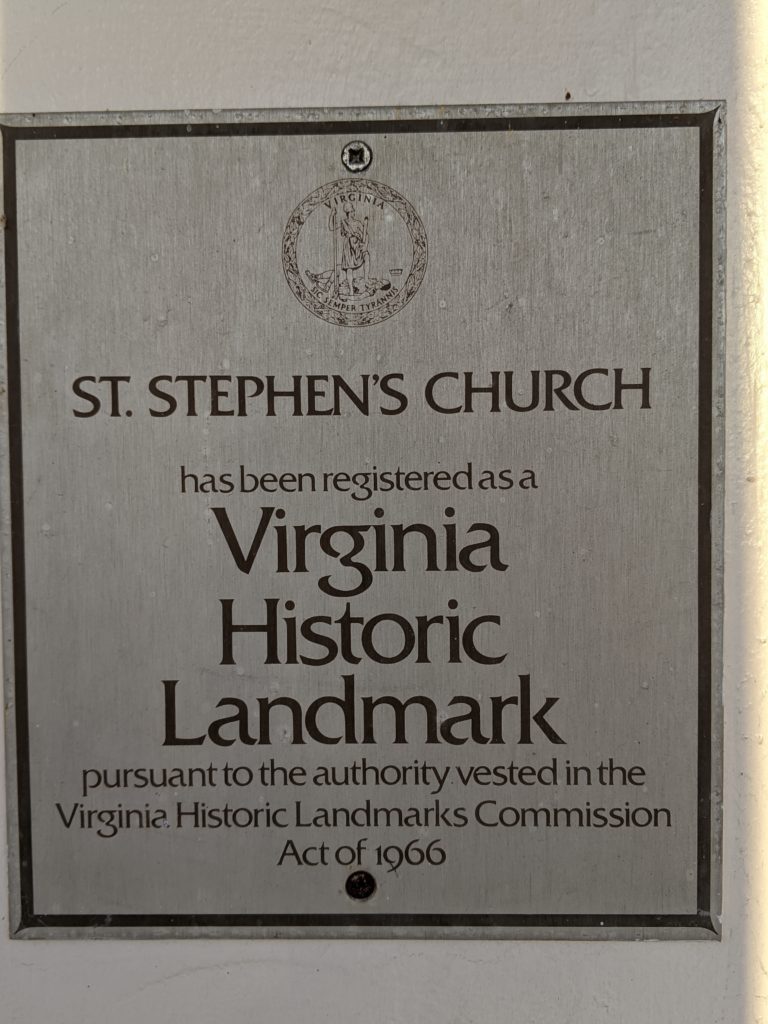 VIRGINIA
SIC SEMPER TYRANNIS
ST. STEPHEN'S CHURCH
has been registered as a
Virginia
Historic
Landmark
pursuant to the authority vested in the
Virginia Historic Landmarks Commission
Act of 1966